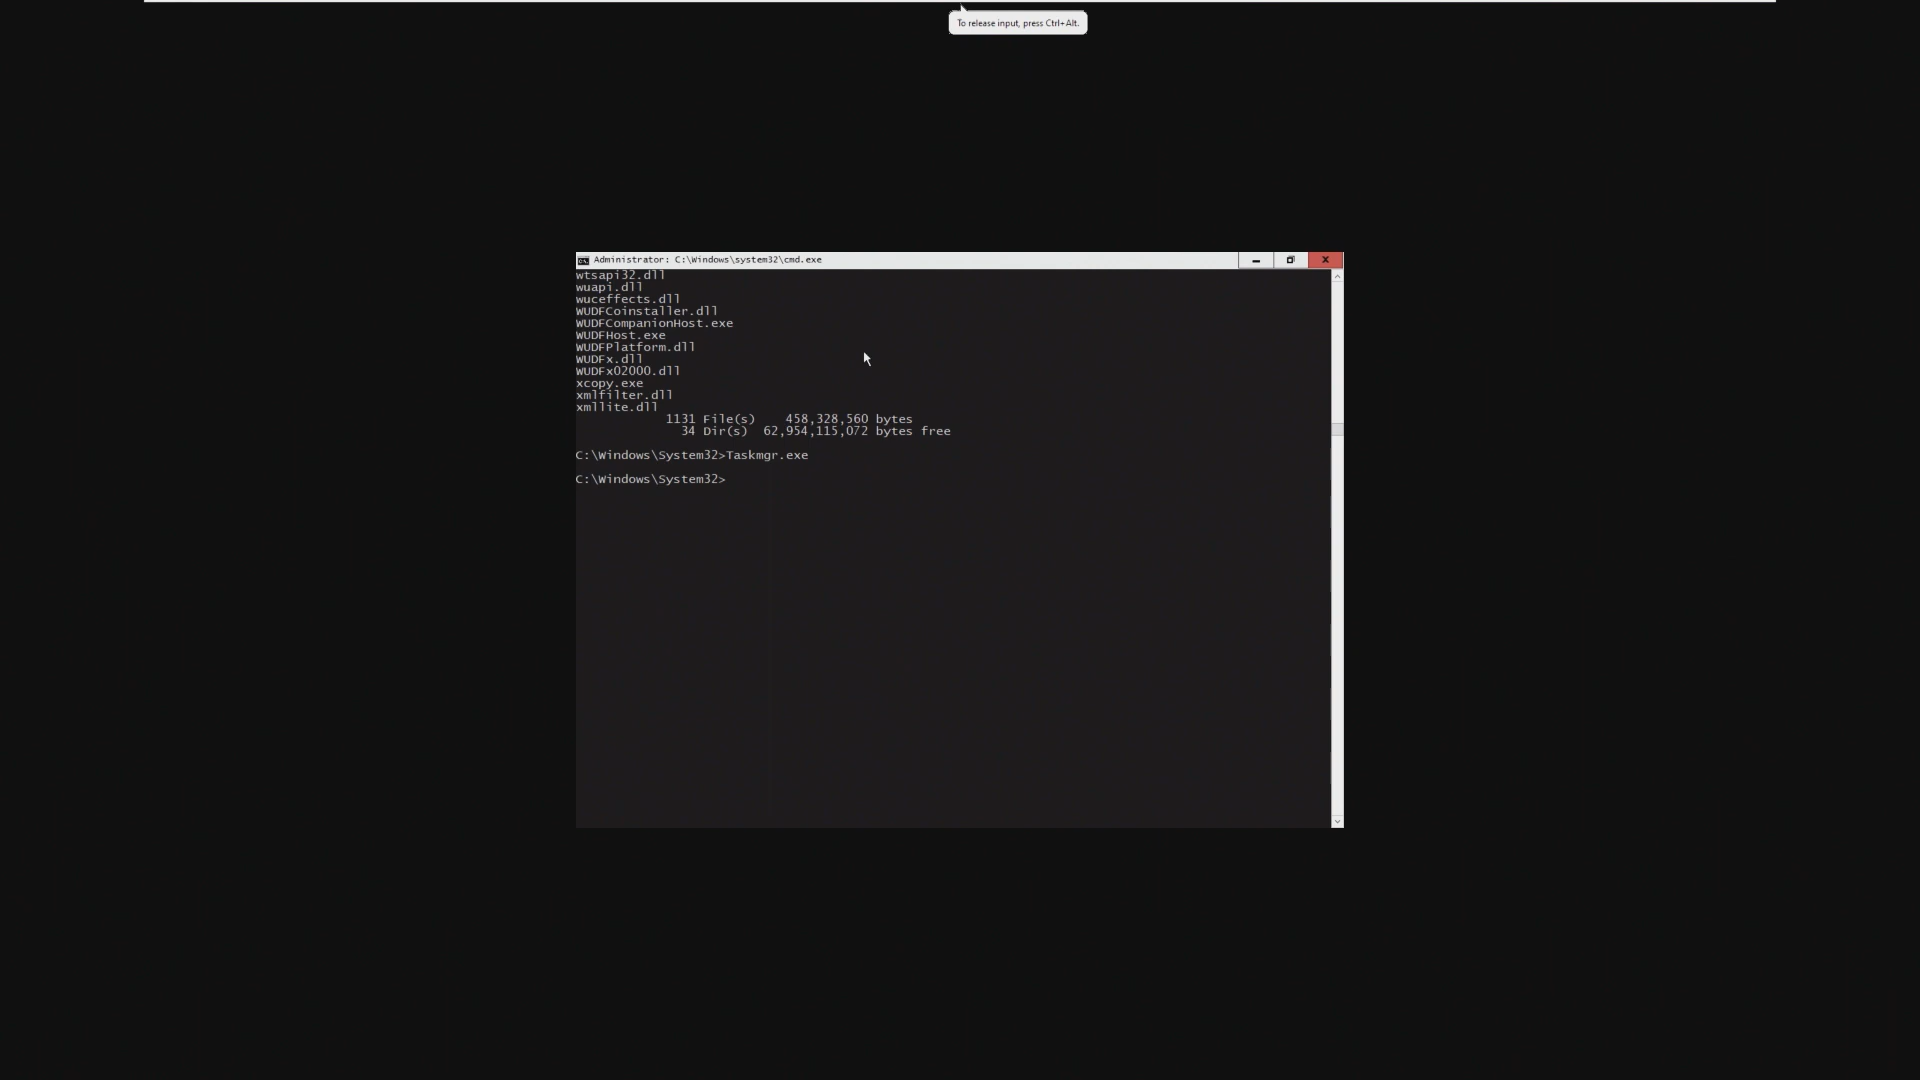 To release input, press Ctrl+Alt.
Administrator: C:\Windows\system32\cmd.exe
wtsapi32.dll
wuapi.dll
wuceffects.dll
WUDFCoinstaller.dll
WUDFCompanionHost.exe
WUDFHost.exe
WUDFPlatform.dll
WUDFx.dll
WUDFx02000.dll
xcopy.exe
xmlfilter.dll
xmllite.dll
1131 File(s) 458,328,560 bytes
34 Dir(s) 62,954,115,072 bytes free
C:\Windows\System32>Taskmgr.exe
C:\Windows\System32>